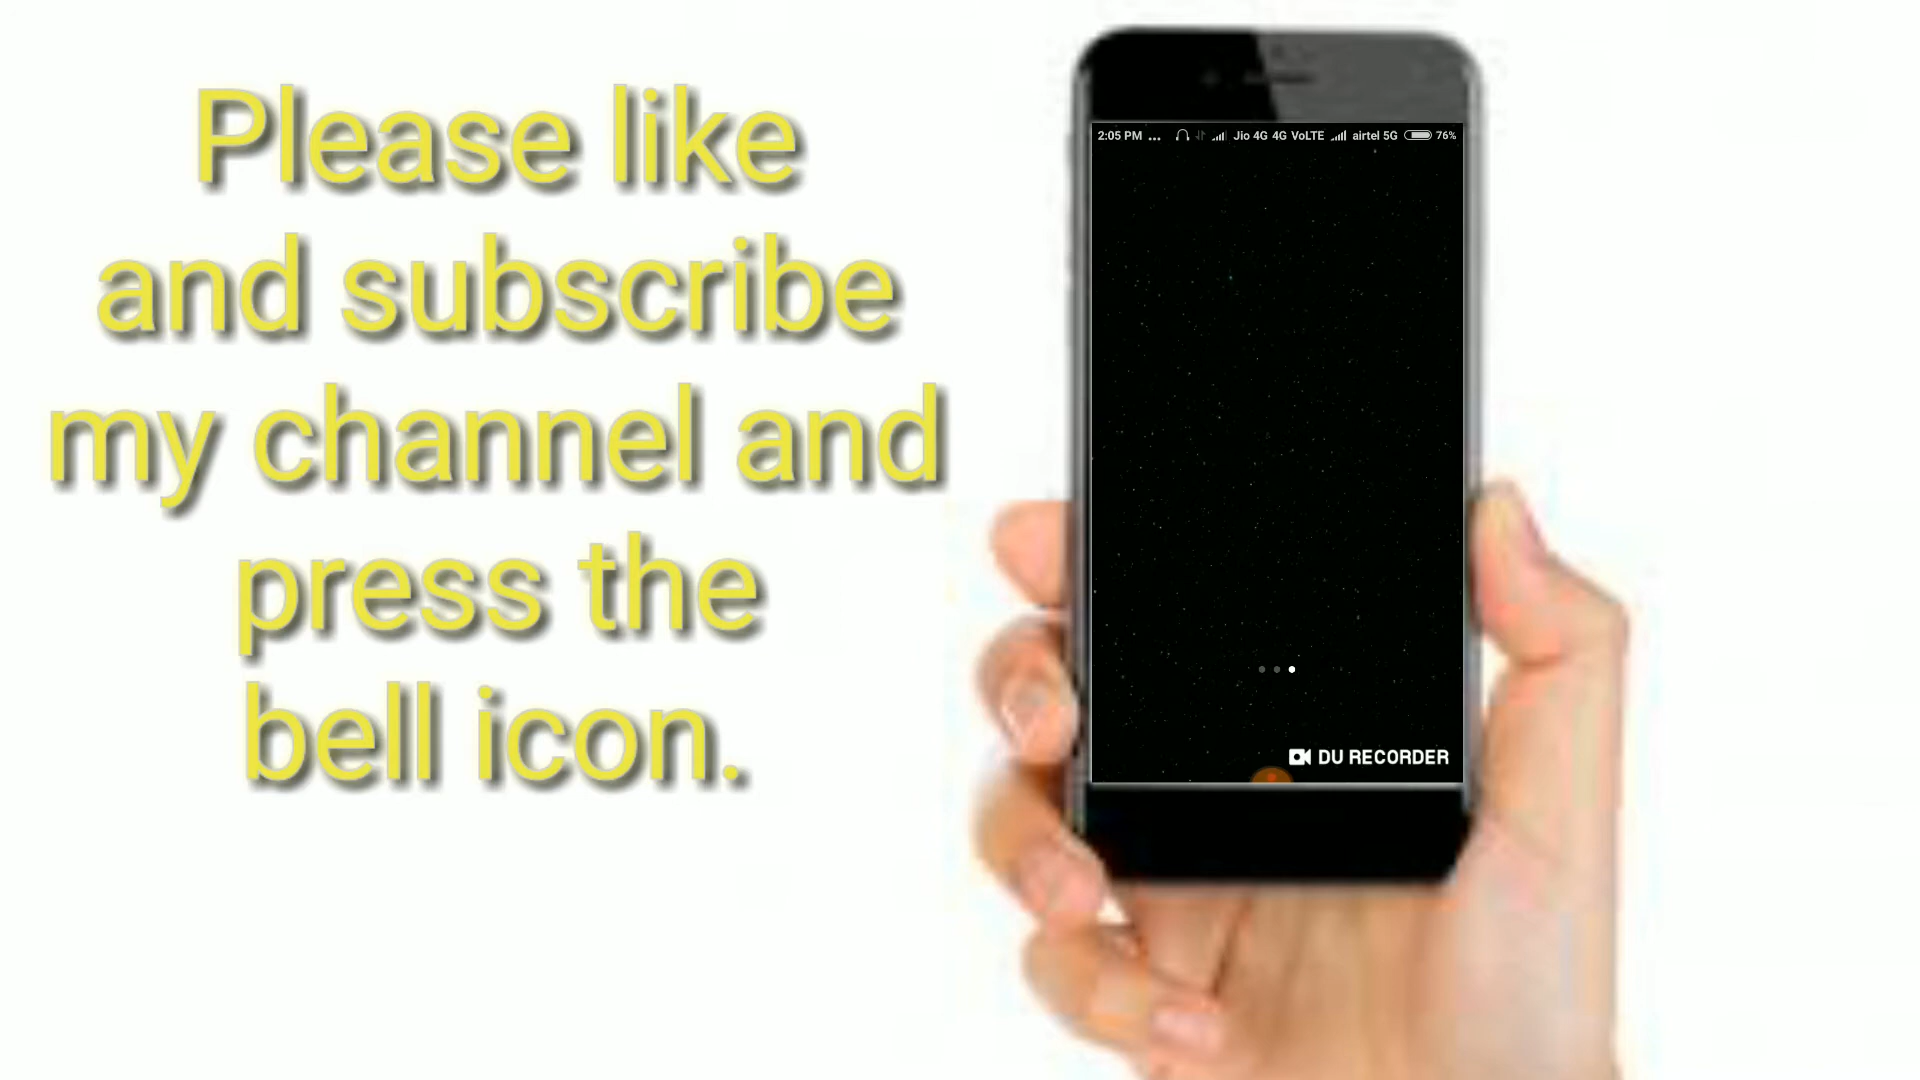 Please like
and subscribe
my channel and
press the
bell icon.
2:05 PM ... Jio 4G 4G VoLTE airtel 5G 76%
DU RECORDER